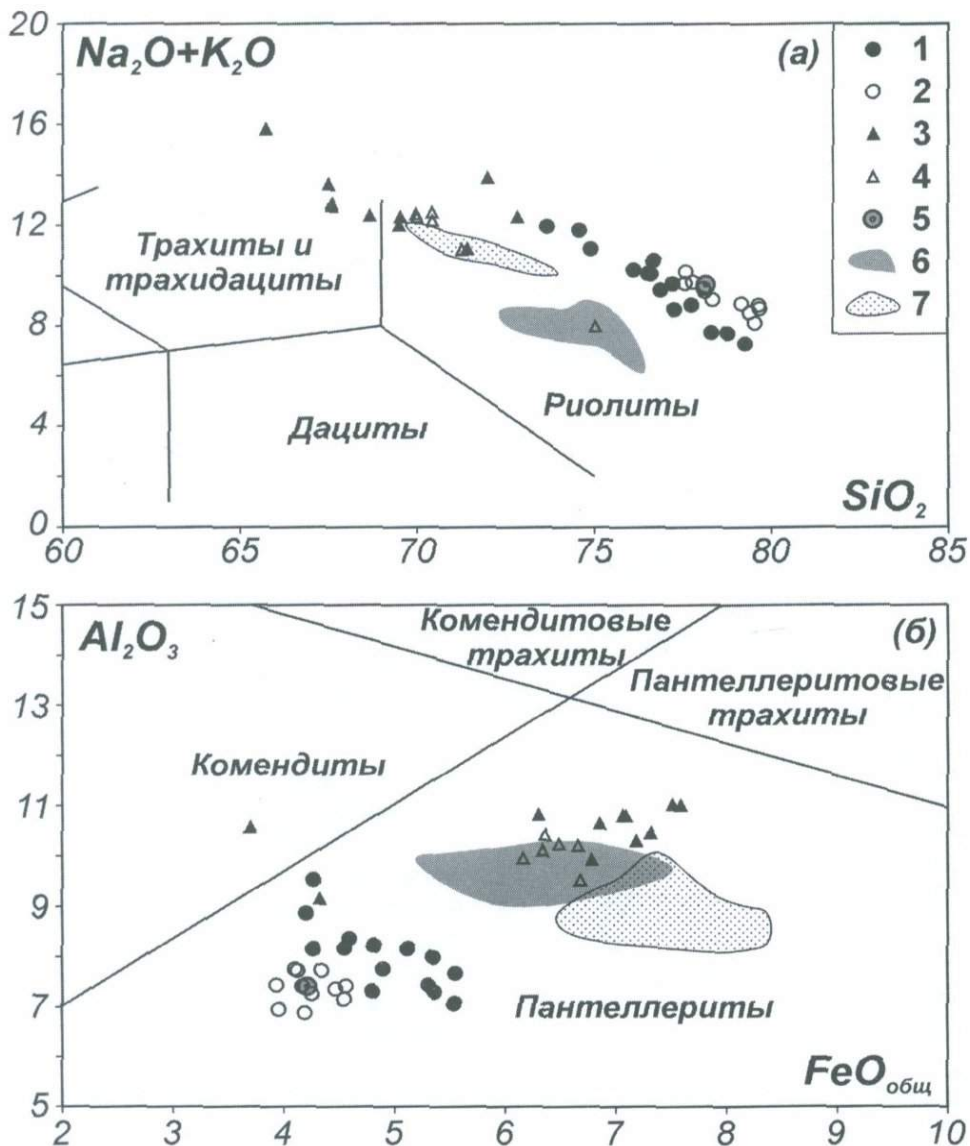 20
16
12
8
4
0
Na₂O+K₂O
(а)
1
2
3
4
5
6
7
Трахиты и
трахидациты
Дациты
Риолиты
SiO₂
60
65
70
75
80
85
15
13
11
9
7
5
Al₂O₃
(б)
Комендитовые
трахиты
Пантеллеритовые
трахиты
Комендиты
Пантеллериты
FeOобщ
2
3
4
5
6
7
8
9
10